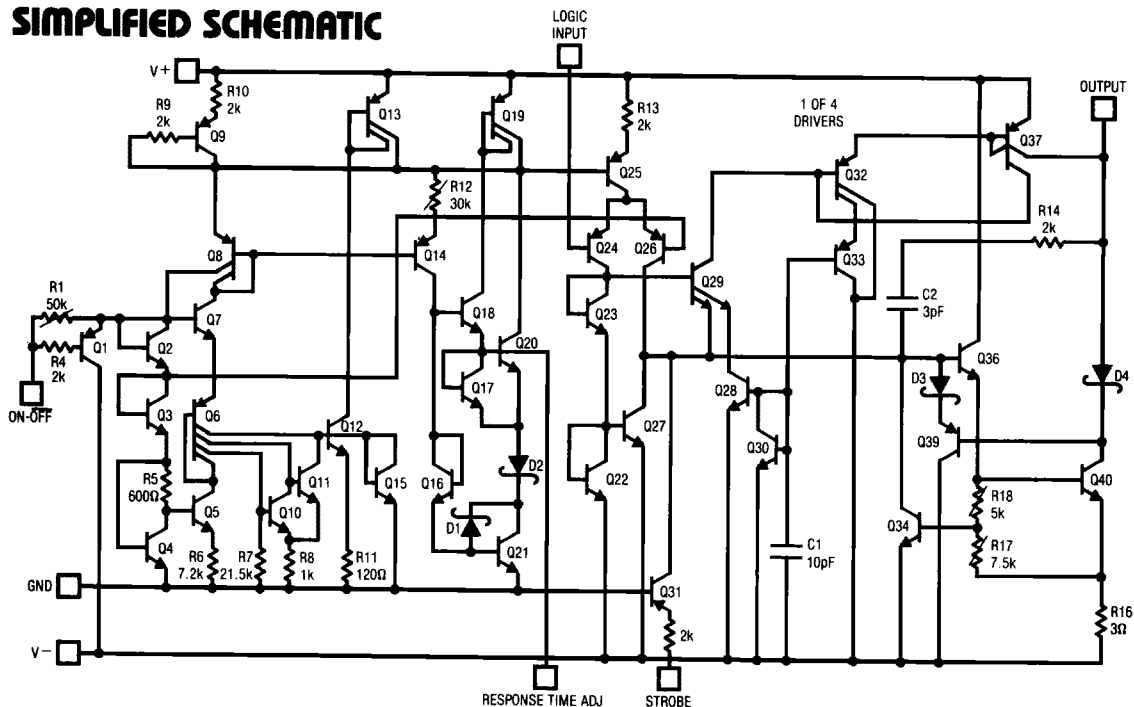 SIMPLIFIED SCHEMATIC
LOGIC
INPUT
V+
OUTPUT
R10
2k
R9
2k
Q9
Q13
Q19
R13
2k
1 OF 4
DRIVERS
Q37
Q25
Q32
R12
30k
R14
2k
Q8
Q14
Q24
Q26
Q29
Q33
R1
50k
Q7
Q18
Q23
C2
3pF
Q1
Q2
Q20
R4
2k
Q36
Q17
D3
D4
ON-OFF
Q3
Q6
Q28
Q12
Q27
Q39
R5
600Ω
Q11
Q15
Q16
D2
Q22
Q30
Q5
Q10
D1
R18
5k
Q40
Q4
Q21
Q34
R6
7.2k
R7
21.5k
R8
1k
R11
120Ω
C1
10pF
R17
7.5k
GND
Q31
R16
3Ω
2k
V−
RESPONSE TIME ADJ
STROBE